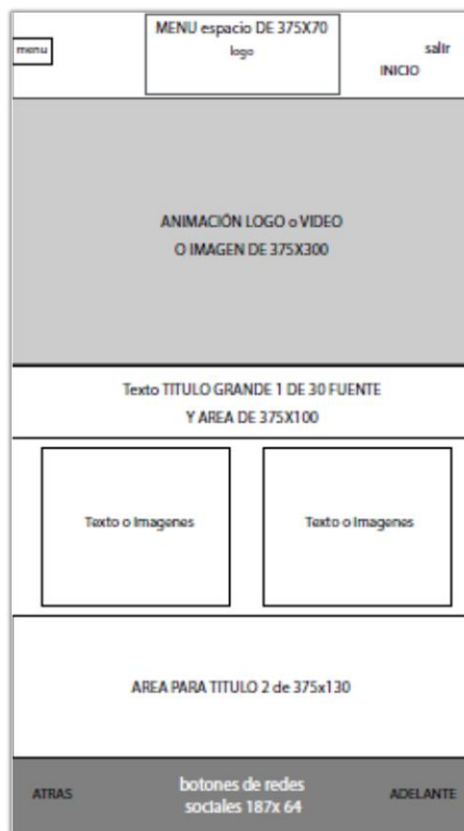 MENU espacio DE 375X70
menu
logo
salir
INICIO
ANIMACIÓN LOGO o VIDEO
O IMAGEN DE 375X300
Texto TITULO GRANDE 1 DE 30 FUENTE
Y AREA DE 375X100
Texto o Imagenes
Texto o Imagenes
AREA PARA TITULO 2 de 375x130
ATRAS
botones de redes
sociales 187x 64
ADELANTE